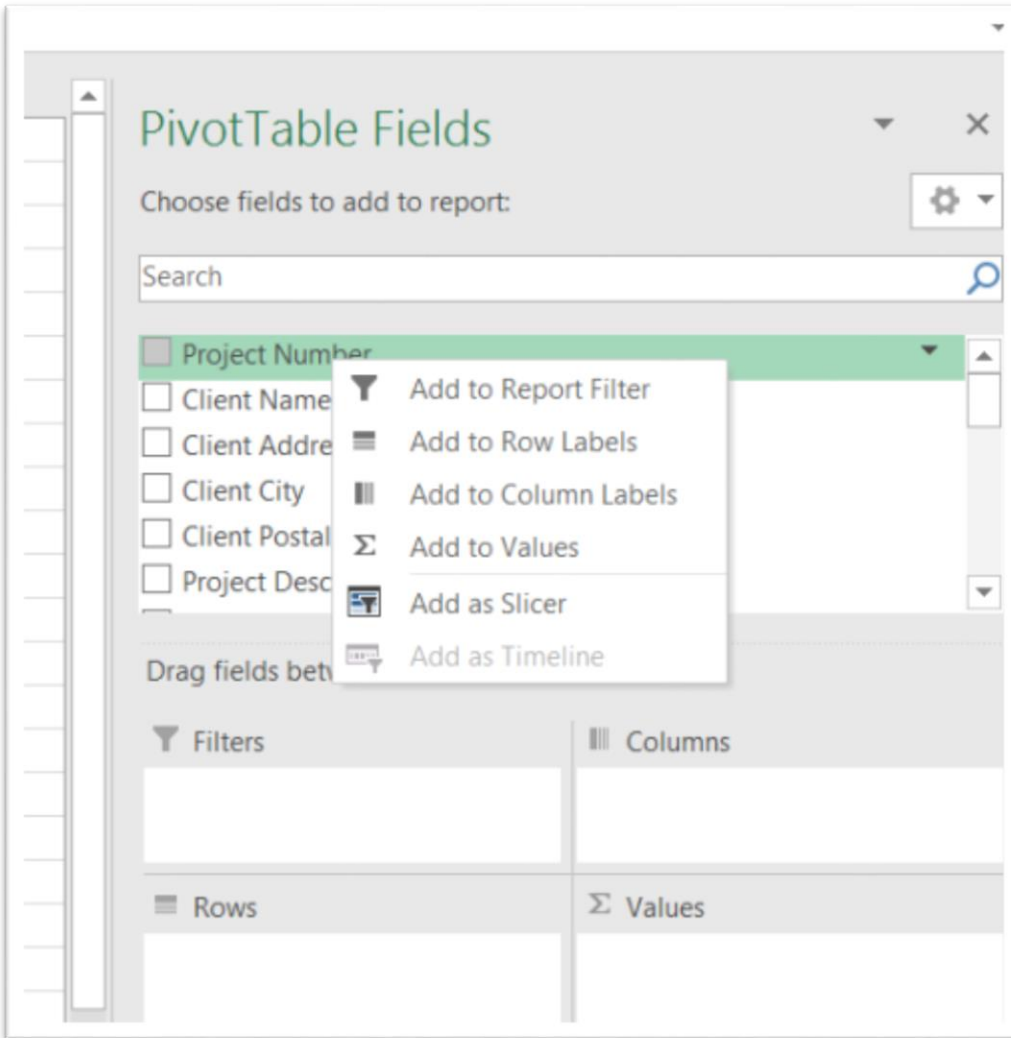 PivotTable Fields
Choose fields to add to report:
Search
Project Number
Client Name
Client Addre
Client City
Client Postal
Project Desc
Add to Report Filter
Add to Row Labels
Add to Column Labels
Σ Add to Values
Add as Slicer
Add as Timeline
Drag fields betw
Filters
Columns
Rows
Σ Values